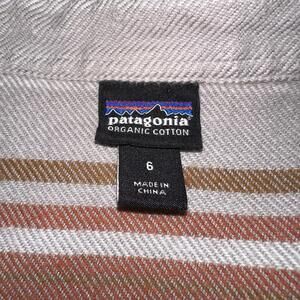 patagonia
ORGANIC COTTON
6
MADE IN
CHINA